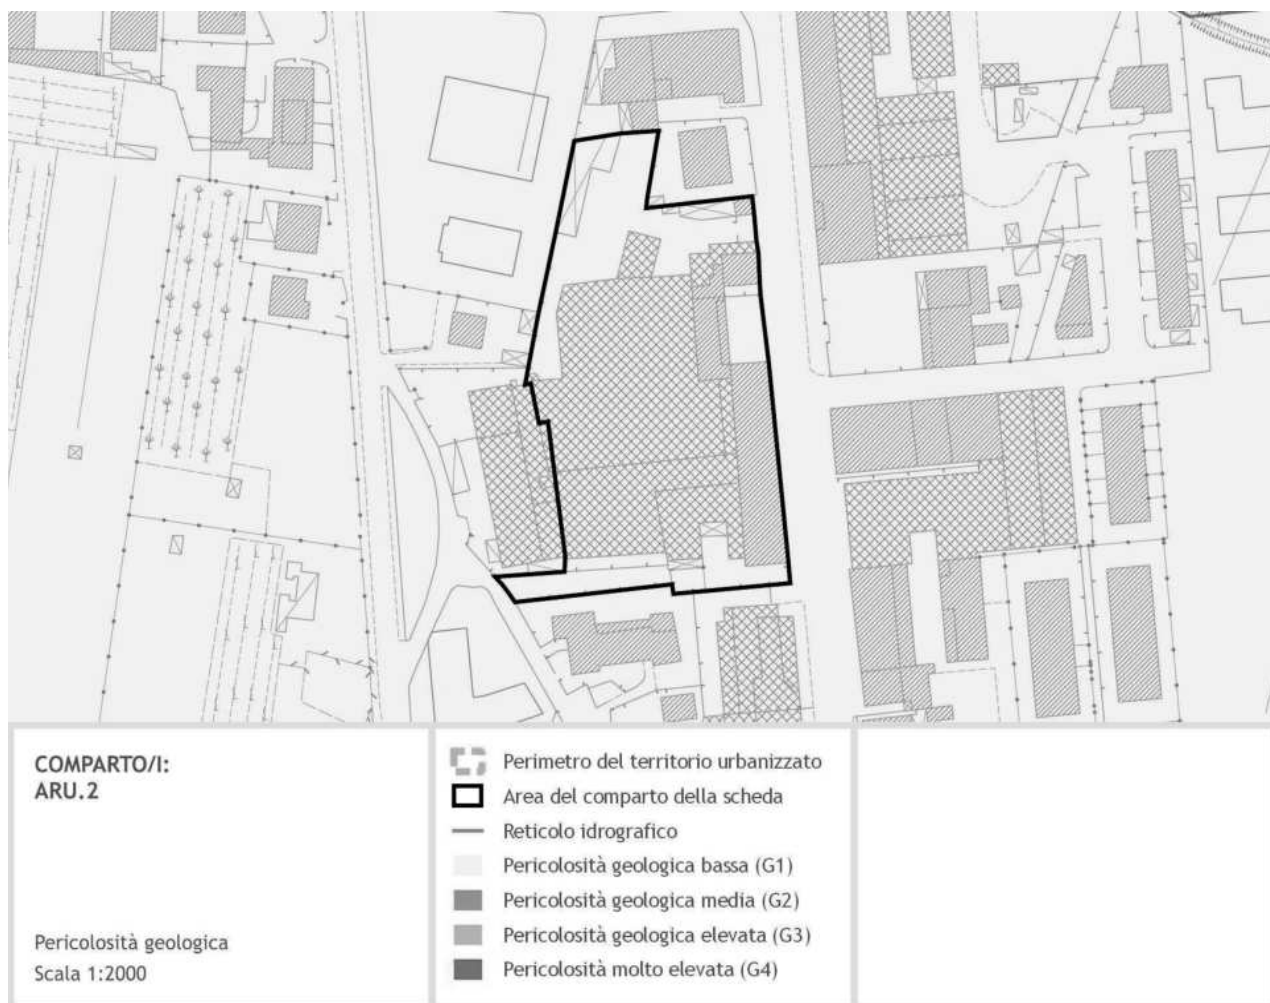 COMPARTO/I:
ARU.2
Pericolosità geologica
Scala 1:2000
Perimetro del territorio urbanizzato
Area del comparto della scheda
Reticolo idrografico
Pericolosità geologica bassa (G1)
Pericolosità geologica media (G2)
Pericolosità geologica elevata (G3)
Pericolosità molto elevata (G4)